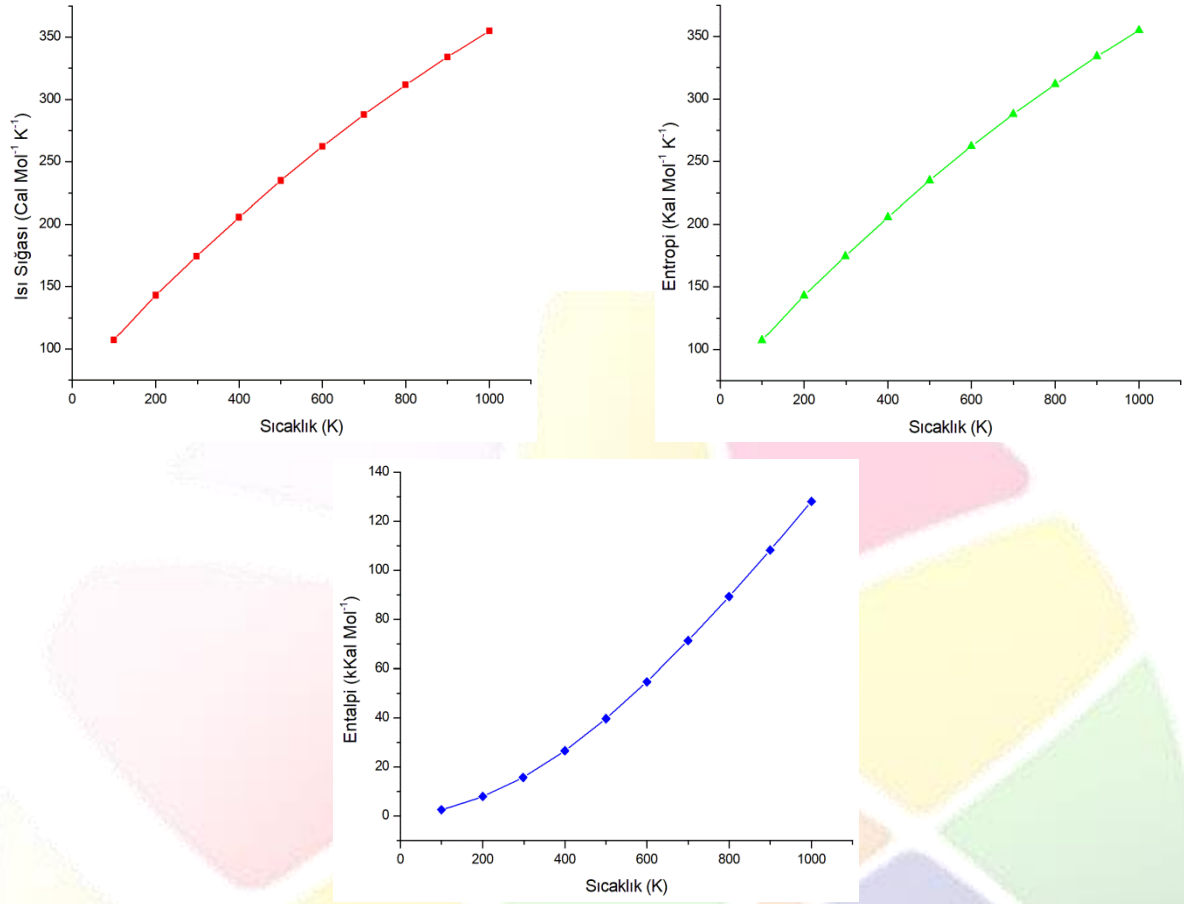 350
300
250
200
150
100
Isı Sığası (Cal Mol⁻¹ K⁻¹)
0 200 400 600 800 1000
Sıcaklık (K)
350
300
250
200
150
100
Entropi (Kal Mol⁻¹ K⁻¹)
0 200 400 600 800 1000
Sıcaklık (K)
140
120
100
80
60
40
20
0
Entalpi (kKal Mol⁻¹)
0 200 400 600 800 1000
Sıcaklık (K)